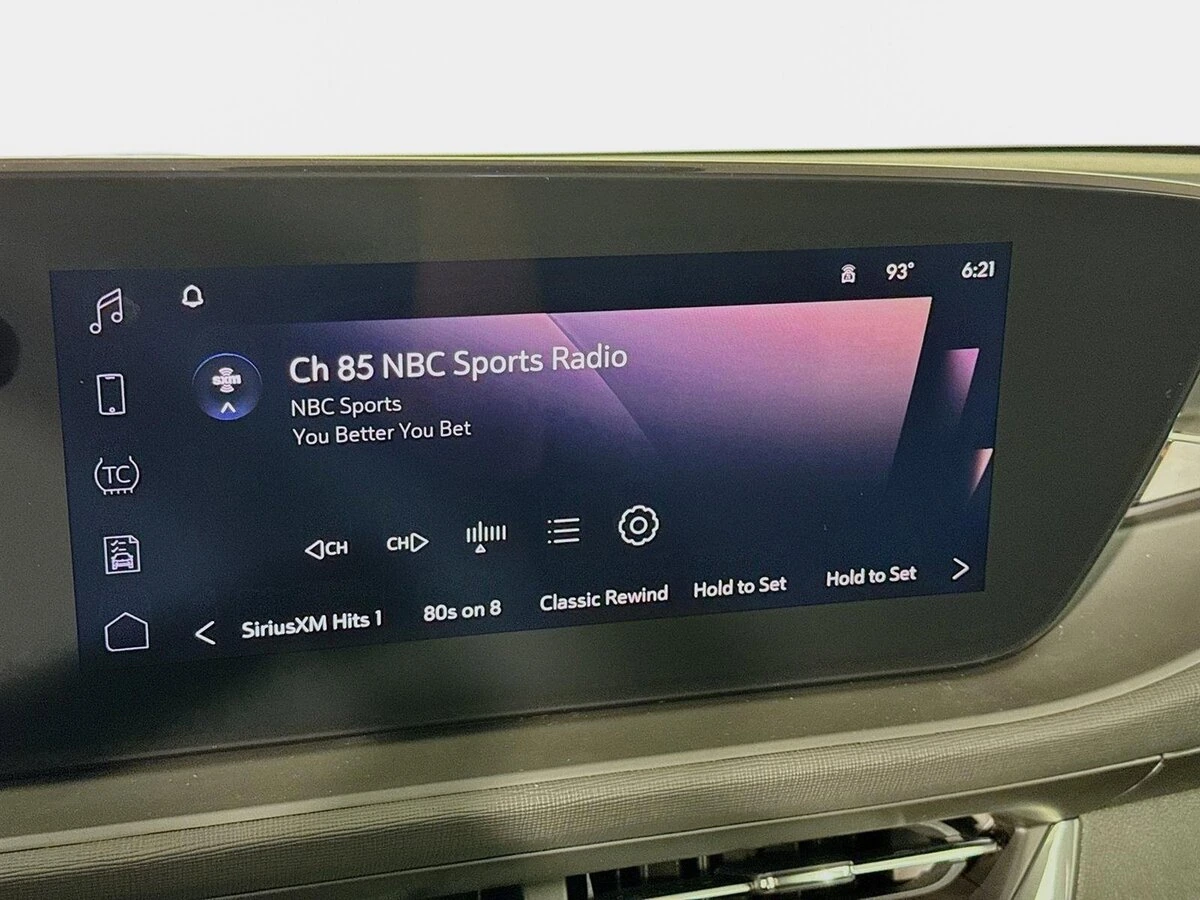 93° 6:21
sxm
Ch 85 NBC Sports Radio
NBC Sports
You Better You Bet
TC
CH CH
SiriusXM Hits 1 80s on 8 Classic Rewind Hold to Set Hold to Set